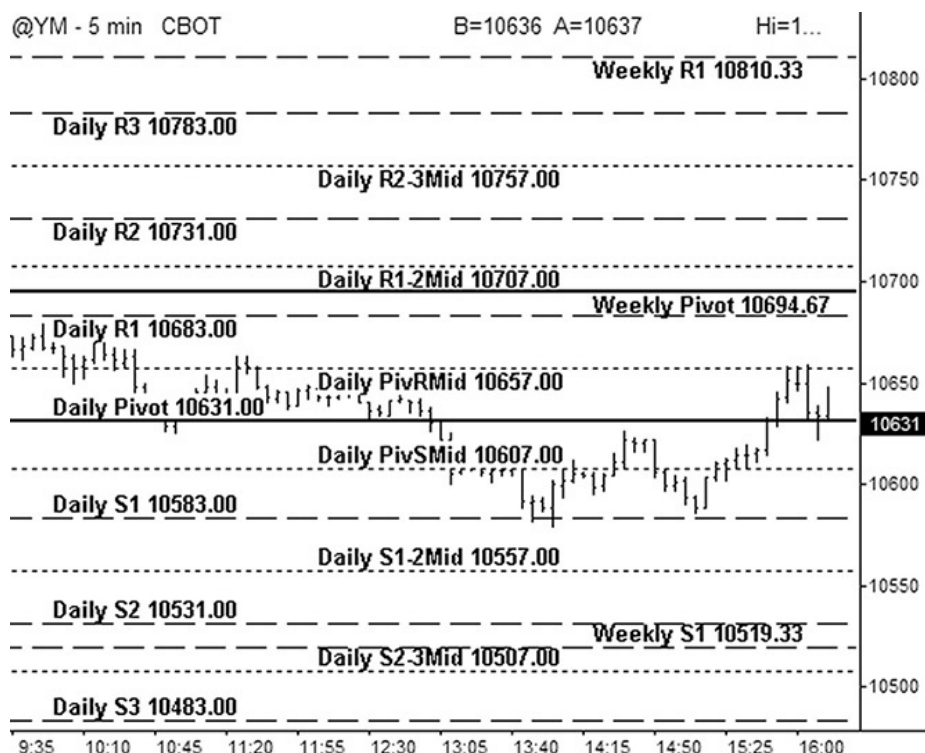 @YM - 5 min CBOT B=10636 A=10637 Hi=1...
Weekly R1 10810.33
10800
Daily R3 10783.00
10750
Daily R2-3Mid 10757.00
Daily R2 10731.00
10700
Daily R1-2Mid 10707.00
Weekly Pivot 10694.67
Daily R1 10683.00
Daily PivRMid 10657.00
10650
Daily Pivot 10631.00
10631
Daily PivSMid 10607.00
10600
Daily S1 10583.00
Daily S1-2Mid 10557.00
10550
Daily S2 10531.00
Weekly S1 10519.33
Daily S2-3Mid 10507.00
10500
Daily S3 10483.00
9:35 10:10 10:45 11:20 11:55 12:30 13:05 13:40 14:15 14:50 15:25 16:00